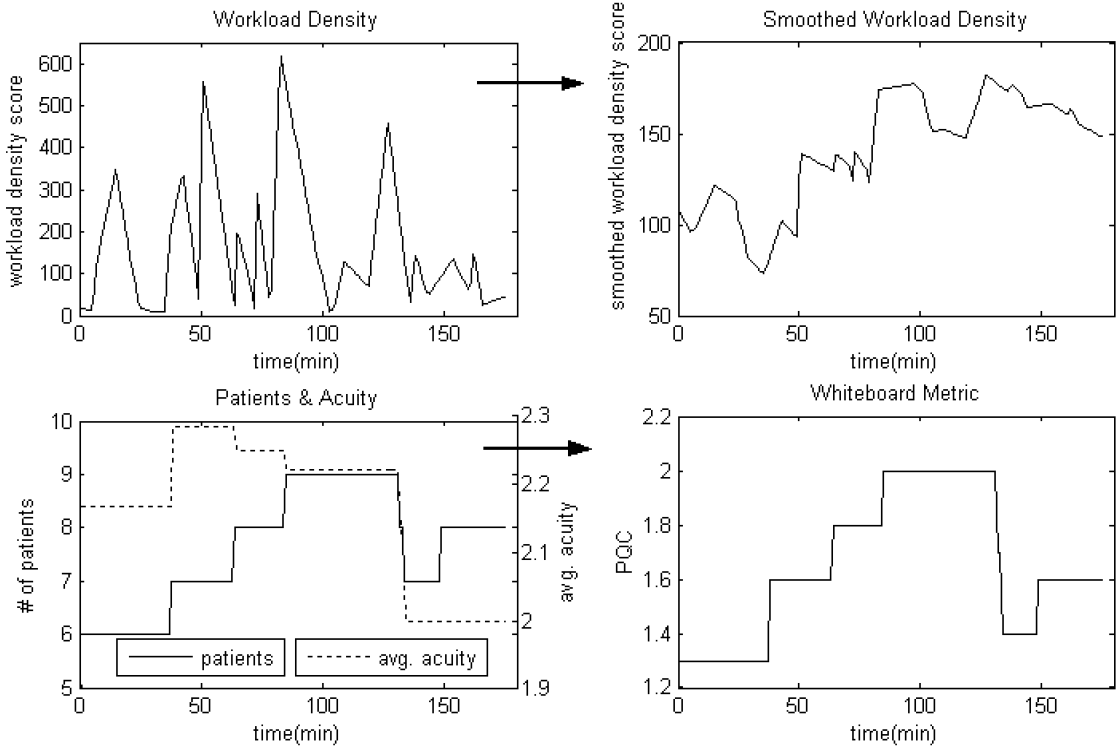 Workload Density
workload density score
600
500
400
300
200
100
0
0 50 100 150
time(min)
Smoothed Workload Density
smoothed workload density score
200
150
100
50
0 50 100 150
time(min)
Patients & Acuity
# of patients
10
9
8
7
6
5
2.3
2.2
2.1
2
1.9
avg. acuity
patients
avg. acuity
0 50 100 150
time(min)
Whiteboard Metric
PQC
2.2
2
1.8
1.6
1.4
1.2
0 50 100 150
time(min)